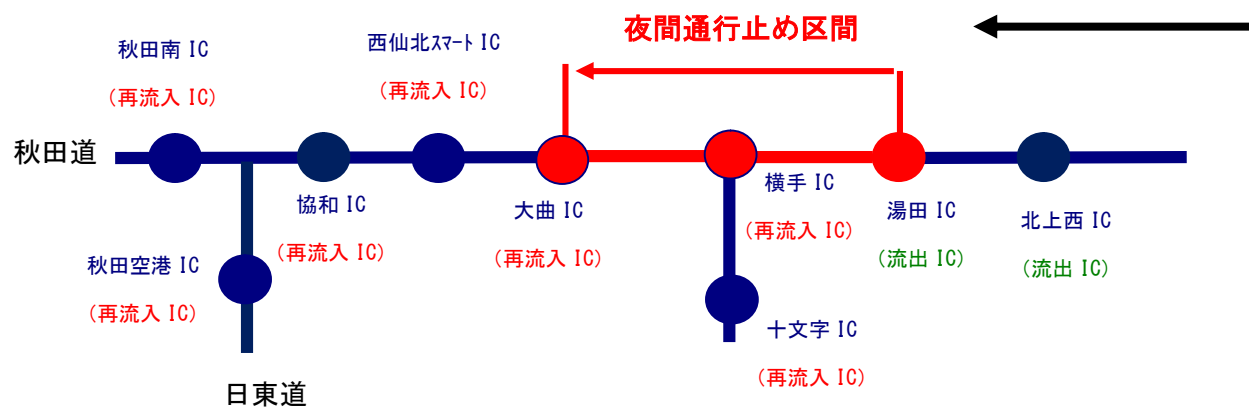 夜間通行止め区間
秋田南 IC
(再流入 IC)
西仙北スマート IC
(再流入 IC)
秋田道
協和 IC
(再流入 IC)
大曲 IC
(再流入 IC)
横手 IC
(再流入 IC)
湯田 IC
(流出 IC)
北上西 IC
(流出 IC)
秋田空港 IC
(再流入 IC)
十文字 IC
(再流入 IC)
日東道